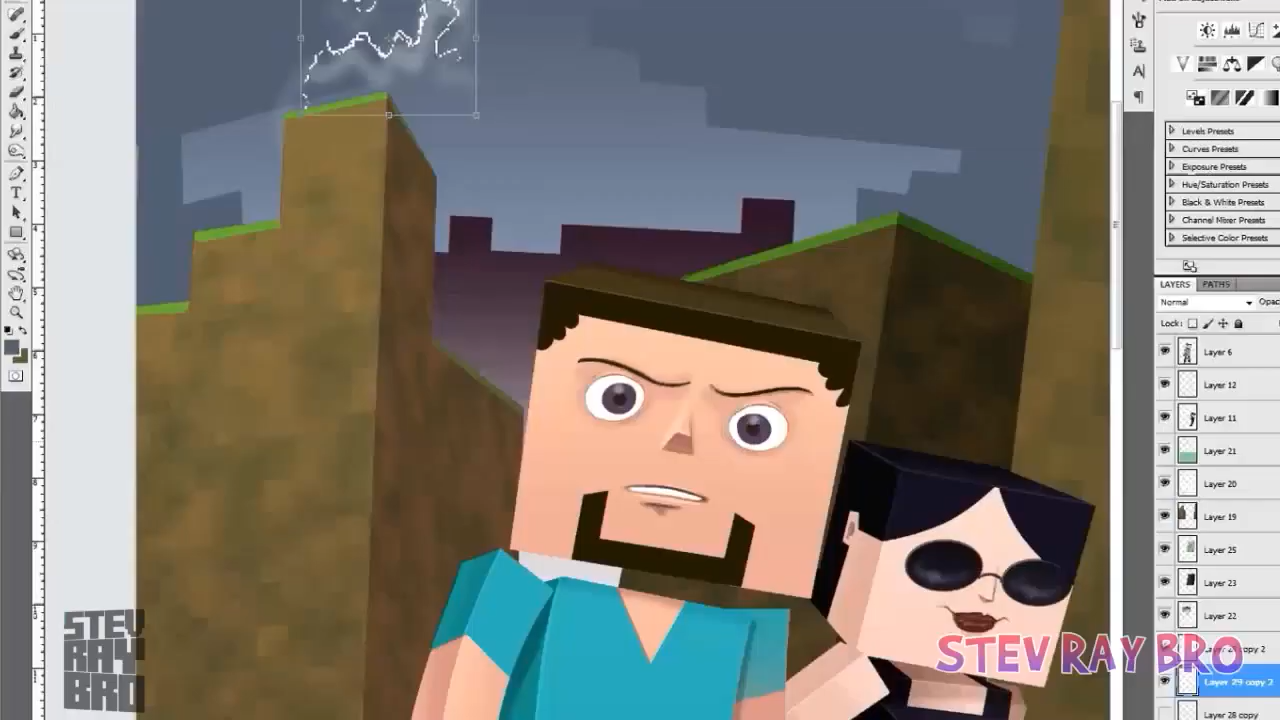 Levels Presets
Curves Presets
Exposure Presets
Hue/Saturation Presets
Black & White Presets
Channel Mixer Presets
Selective Color Presets
LAYERS PATHS
Normal
Lock:
Layer 6
Layer 12
Layer 11
Layer 21
Layer 20
Layer 19
Layer 25
Layer 23
Layer 22
copy 2
Layer 29 copy 2
Layer 28 copy
STEV
RAY
BRO
STEV RAY BRO